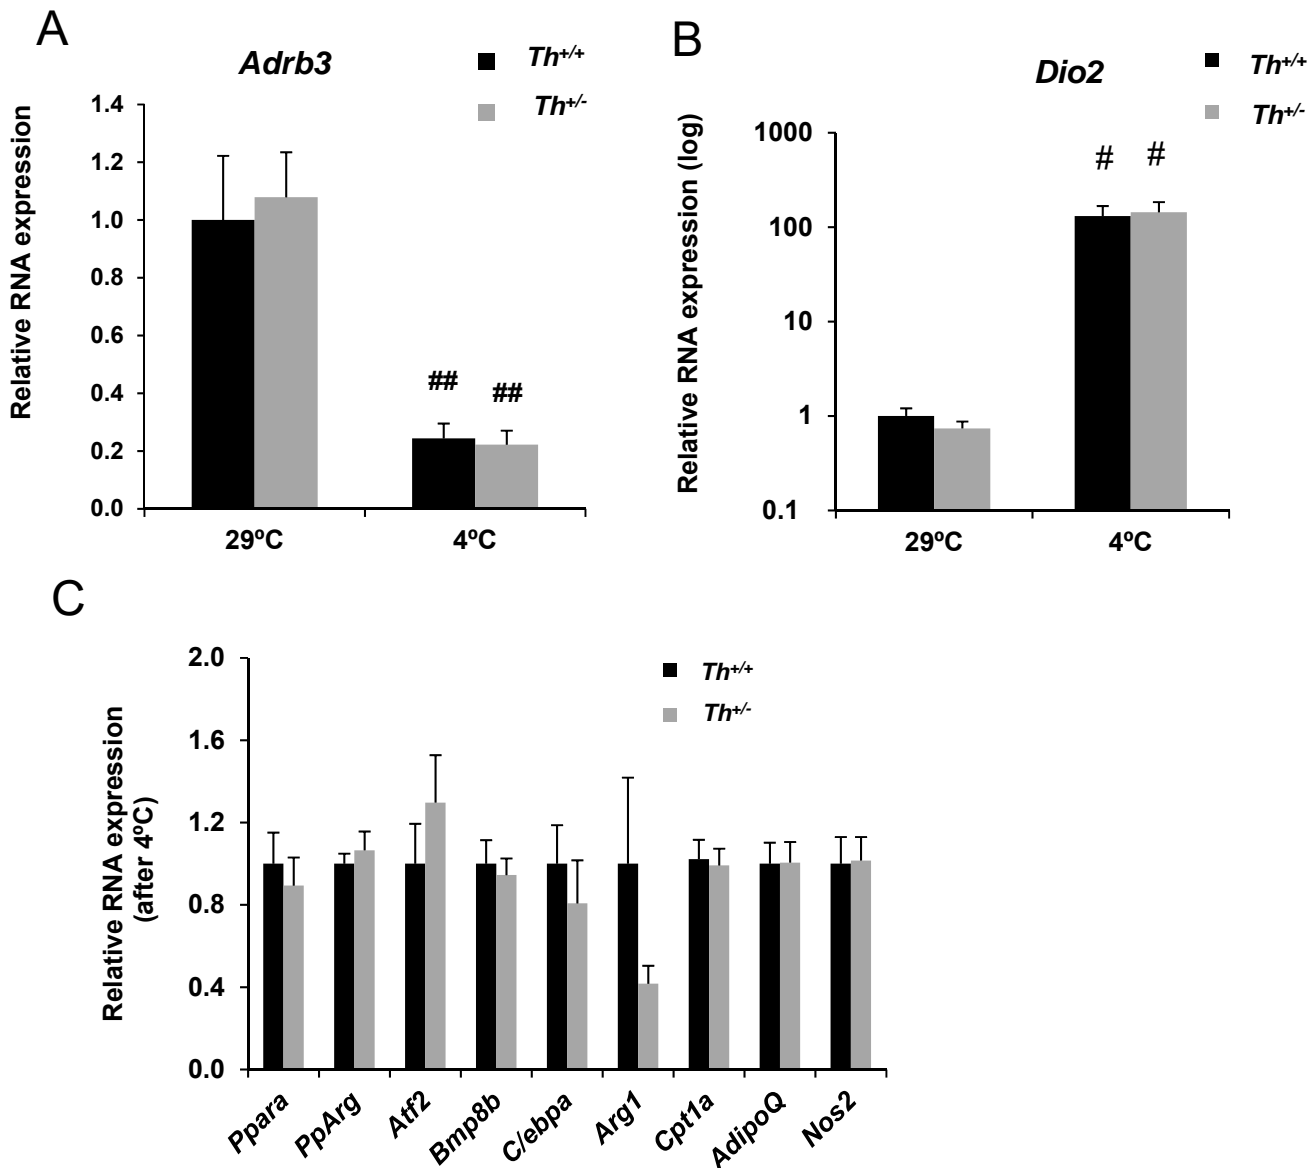 A
Adrb3
Th+/+
Th+/-
Relative RNA expression
1.4
1.2
1.0
0.8
0.6
0.4
0.2
0.0
##
##
29ºC
4ºC
B
Dio2
Th+/+
Th+/-
Relative RNA expression (log)
1000
100
10
1
0.1
#
#
29ºC
4ºC
C
Th+/+
Th+/-
Relative RNA expression
(after 4ºC)
2.0
1.6
1.2
0.8
0.4
0.0
Ppara
PpArg
Atf2
Bmp8b
C/ebpa
Arg1
Cpt1a
AdipoQ
Nos2